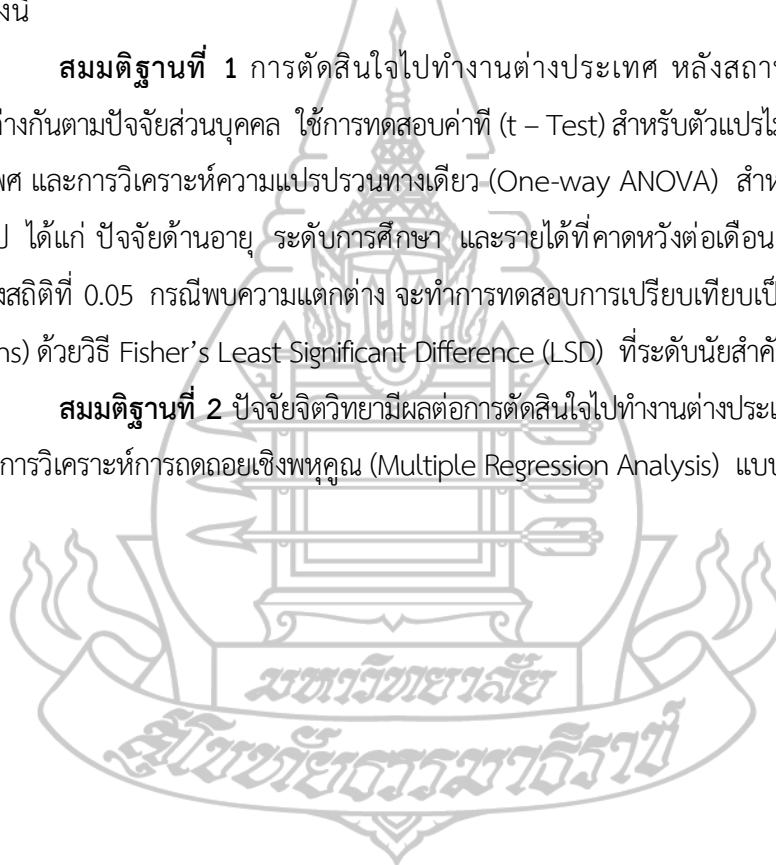 งนี้
สมมติฐานที่ 1 การตัดสินใจไปทำงานต่างประเทศ หลังสถาน
่างกันตามปัจจัยส่วนบุคคล ใช้การทดสอบค่าที (t – Test) สำหรับตัวแปรไม
พศ และการวิเคราะห์ความแปรปรวนทางเดียว (One-way ANOVA) สำห
ป ได้แก่ ปัจจัยด้านอายุ ระดับการศึกษา และรายได้ที่คาดหวังต่อเดือน
งสถิติที่ 0.05 กรณีพบความแตกต่าง จะทำการทดสอบการเปรียบเทียบเป็
ns) ด้วยวิธี Fisher’s Least Significant Difference (LSD) ที่ระดับนัยสำคั
สมมติฐานที่ 2 ปัจจัยจิตวิทยามีผลต่อการตัดสินใจไปทำงานต่างประเ
การวิเคราะห์การถดถอยเชิงพหุคูณ (Multiple Regression Analysis) แบบ
มหาวิทยาลัย
สุโขทัยธรรมาธิราช